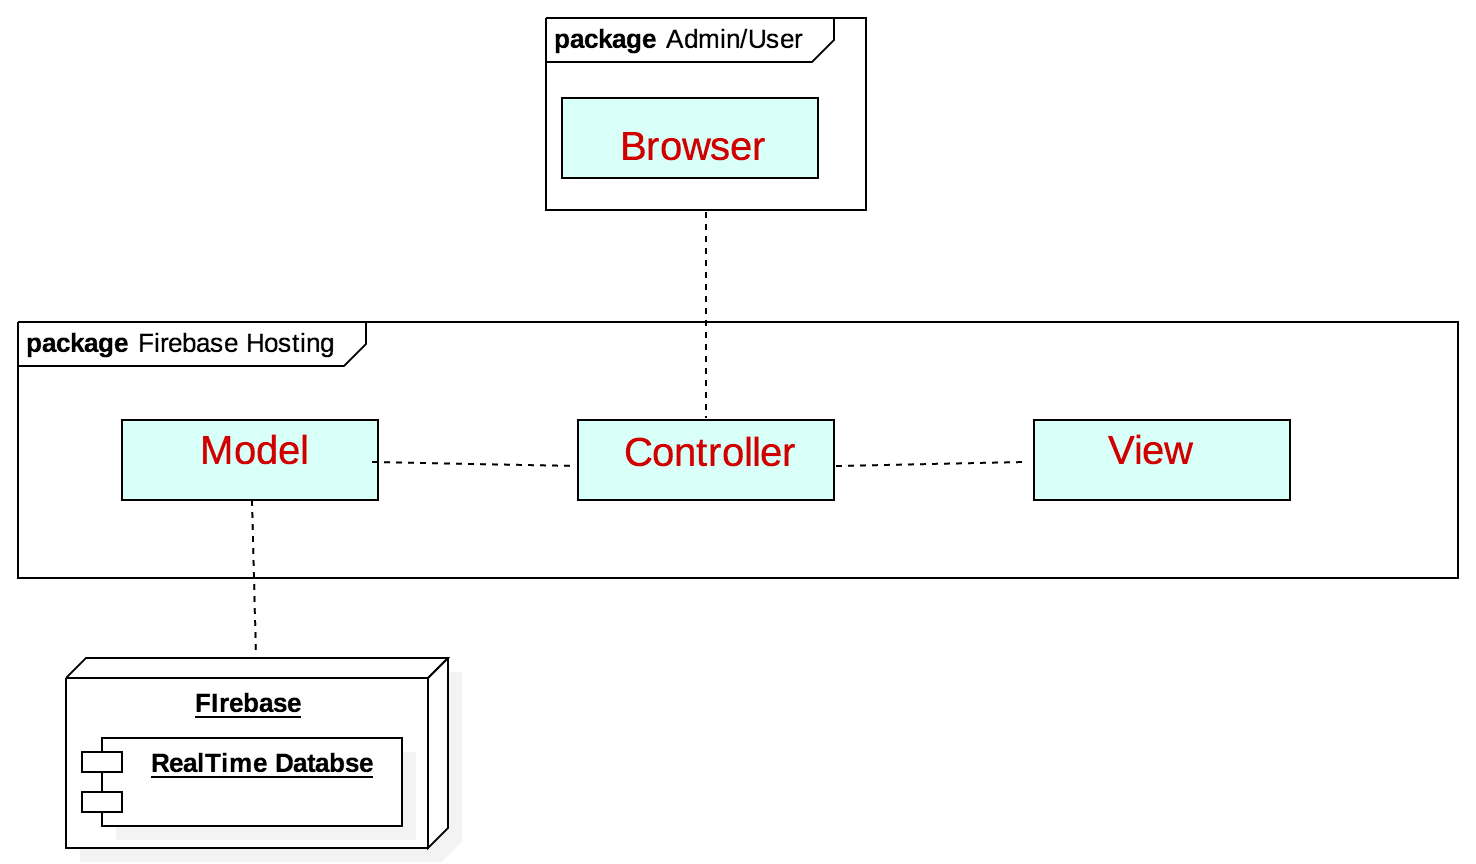 package Admin/User
Browser
package Firebase Hosting
Model
Controller
View
FIrebase
RealTime Databse